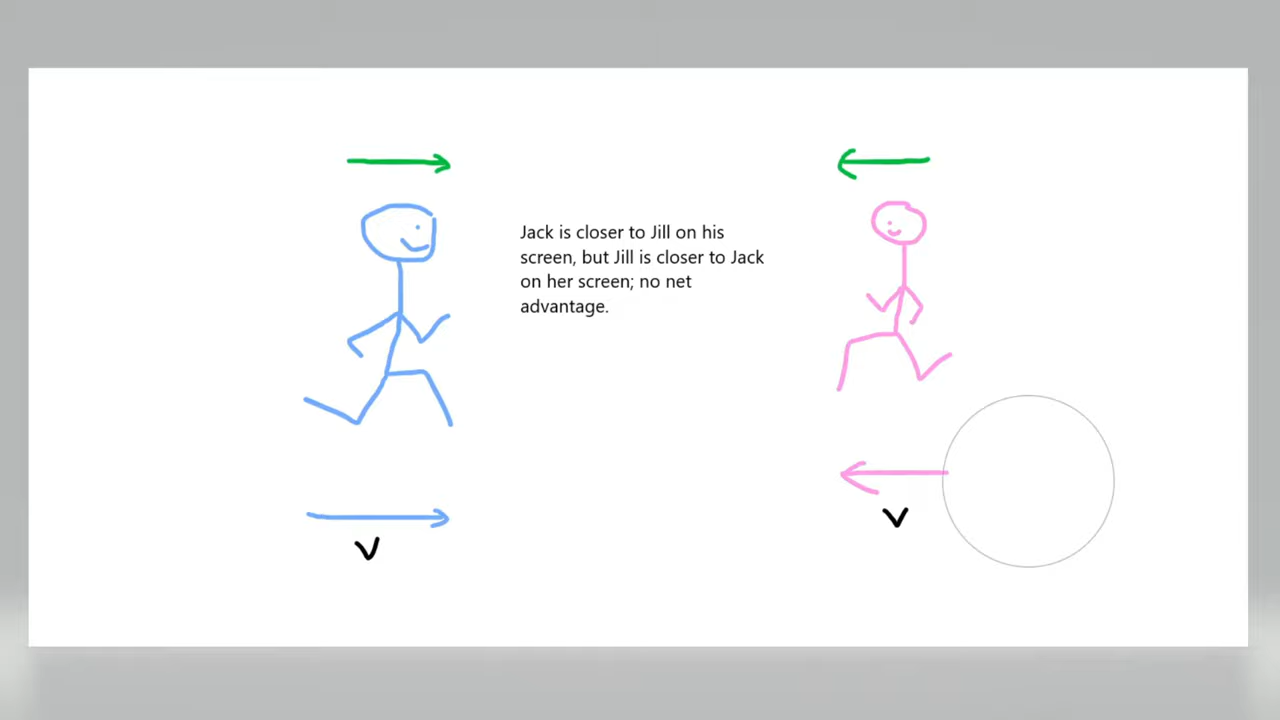 Jack is closer to Jill on his
screen, but Jill is closer to Jack
on her screen; no net
advantage.
v
v